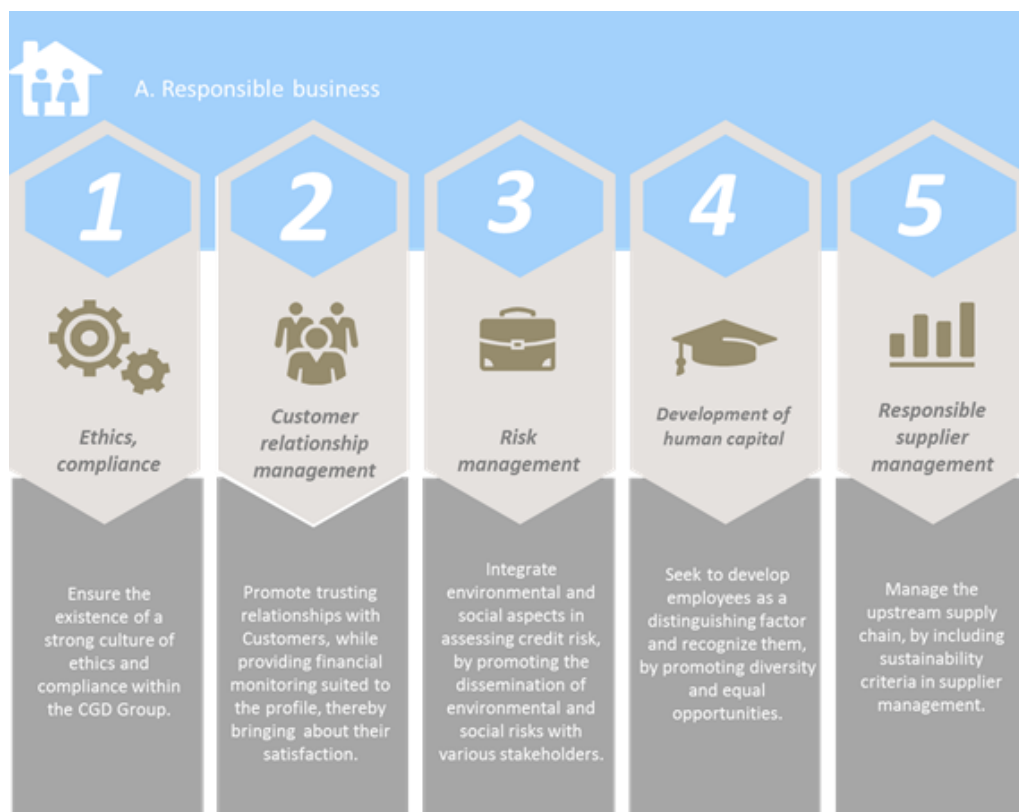 A. Responsible business
1
Ethics,
compliance
Ensure the
existence of a
strong culture of
ethics and
compliance within
the CGD Group.
2
Customer
relationship
management
Promote trusting
relationships with
Customers, while
providing financial
monitoring suited to
the profile, thereby
bringing about their
satisfaction.
3
Risk
management
Integrate
environmental and
social aspects in
assessing credit risk,
by promoting the
dissemination of
environmental and
social risks with
various stakeholders.
4
Development of
human capital
Seek to develop
employees as a
distinguishing factor
and recognize them,
by promoting diversity
and equal
opportunities.
5
Responsible
supplier
management
Manage the
upstream supply
chain, by including
sustainability
criteria in supplier
management.